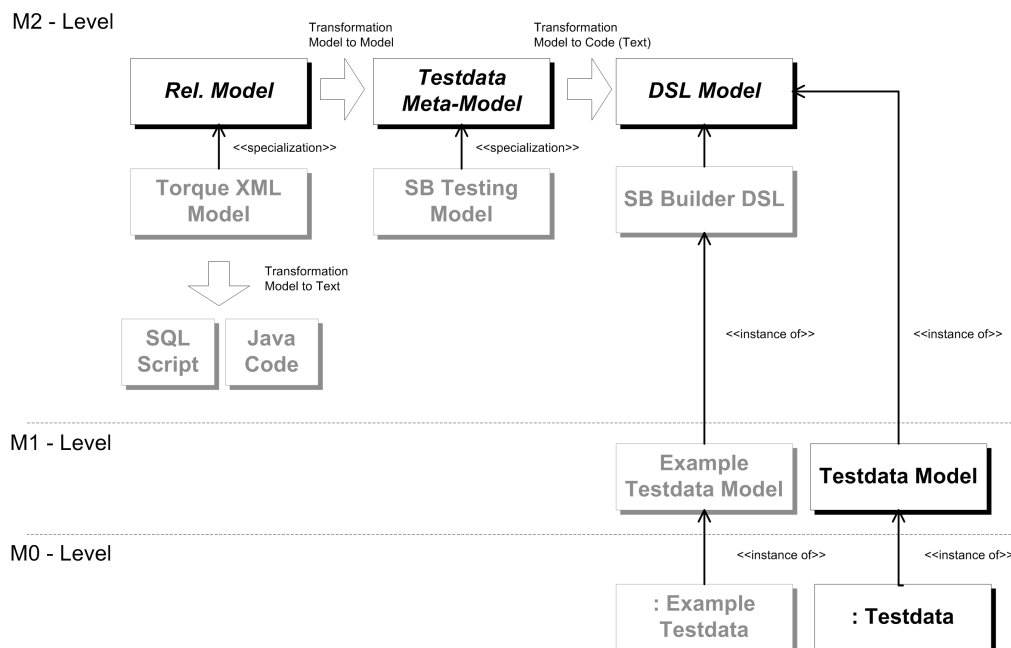 M2 - Level
Transformation
Model to Model
Transformation
Model to Code (Text)
Rel. Model
Testdata
Meta-Model
DSL Model
<<specialization>>
<<specialization>>
Torque XML
Model
SB Testing
Model
SB Builder DSL
Transformation
Model to Text
SQL
Script
Java
Code
<<instance of>>
<<instance of>>
M1 - Level
Example
Testdata Model
Testdata Model
M0 - Level
<<instance of>>
<<instance of>>
: Example
Testdata
: Testdata